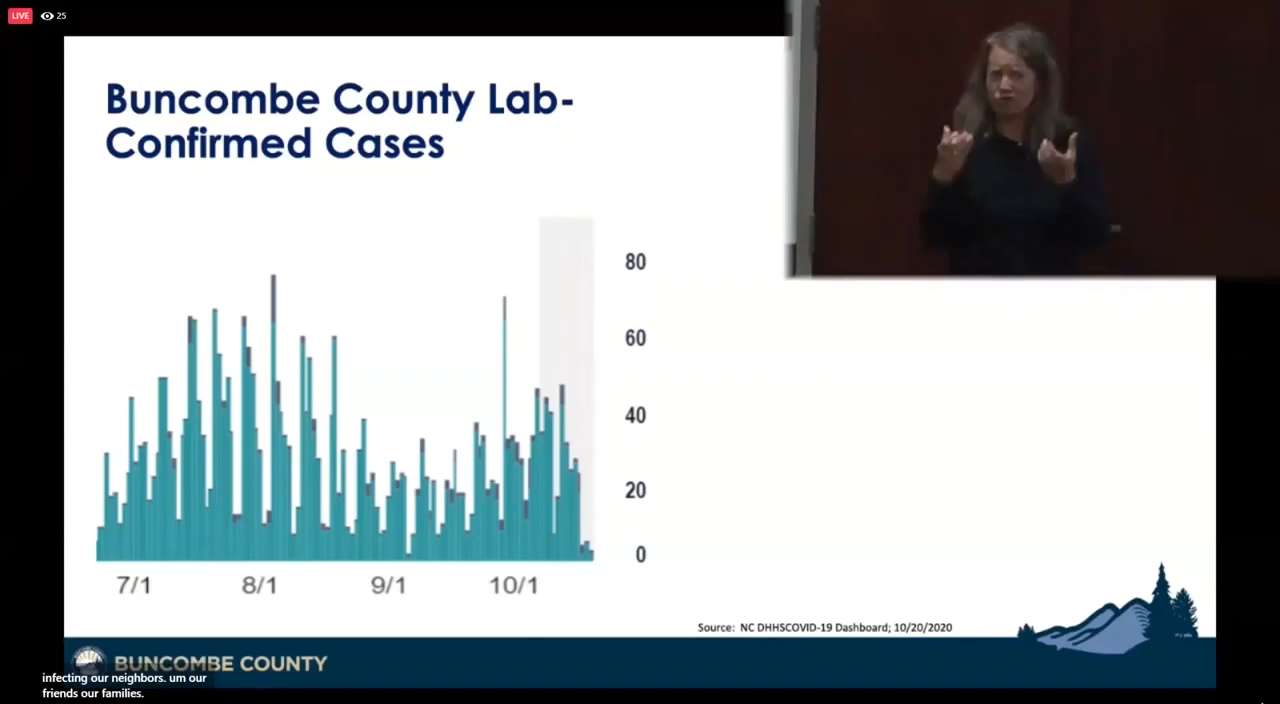 LIVE 25
Buncombe County Lab-
Confirmed Cases
80
60
40
20
0
7/1 8/1 9/1 10/1
Source: NC DHHSCOVID-19 Dashboard; 10/20/2020
BUNCOMBE COUNTY
infecting our neighbors. um our
friends our families.